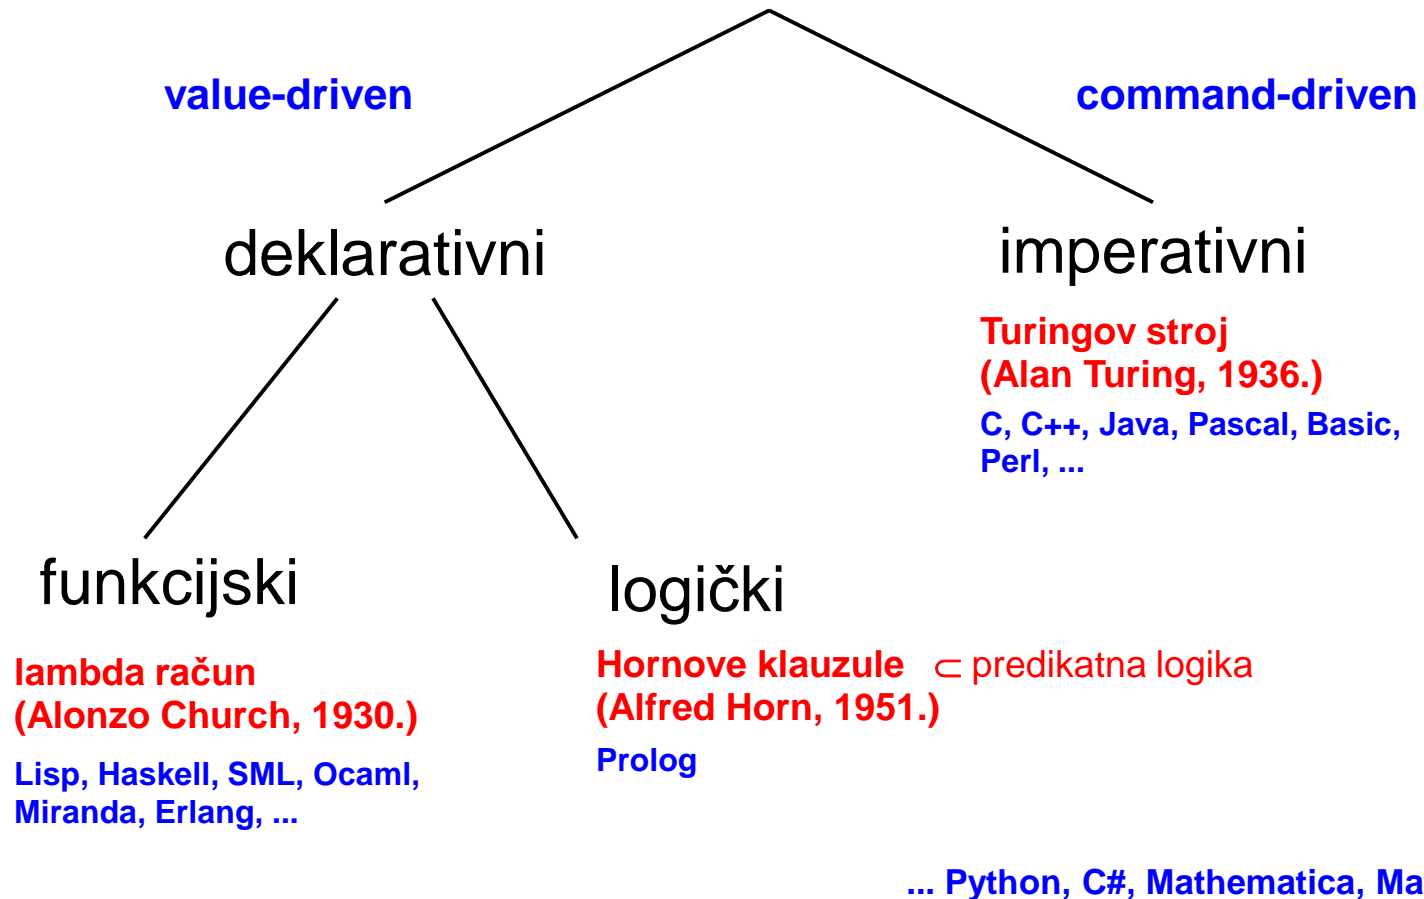 value-driven
command-driven
deklarativni
imperativni
Turingov stroj
(Alan Turing, 1936.)
C, C++, Java, Pascal, Basic,
Perl, ...
funkcijski
logički
lambda račun
(Alonzo Church, 1930.)
Lisp, Haskell, SML, Ocaml,
Miranda, Erlang, ...
Hornove klauzule ⊂ predikatna logika
(Alfred Horn, 1951.)
Prolog
... Python, C#, Mathematica, Ma